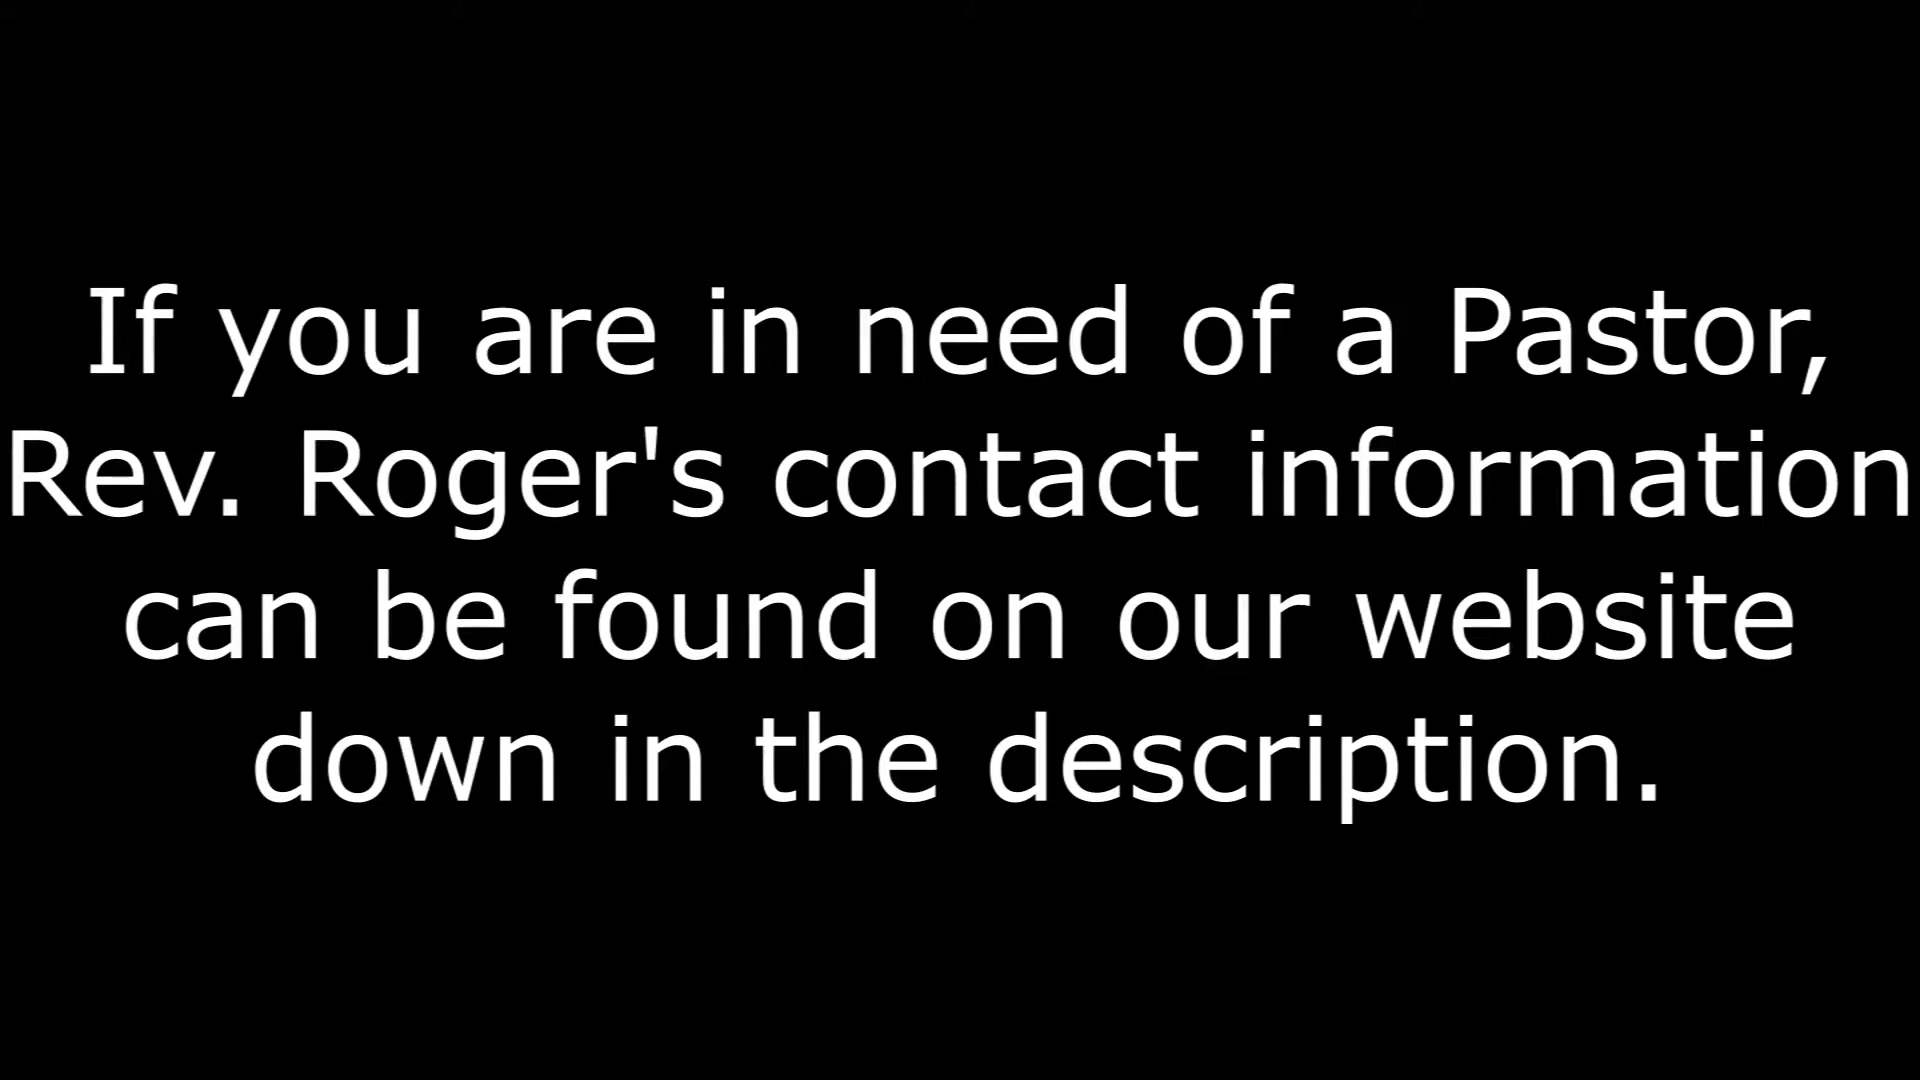 If you are in need of a Pastor,
Rev. Roger's contact information
can be found on our website
down in the description.